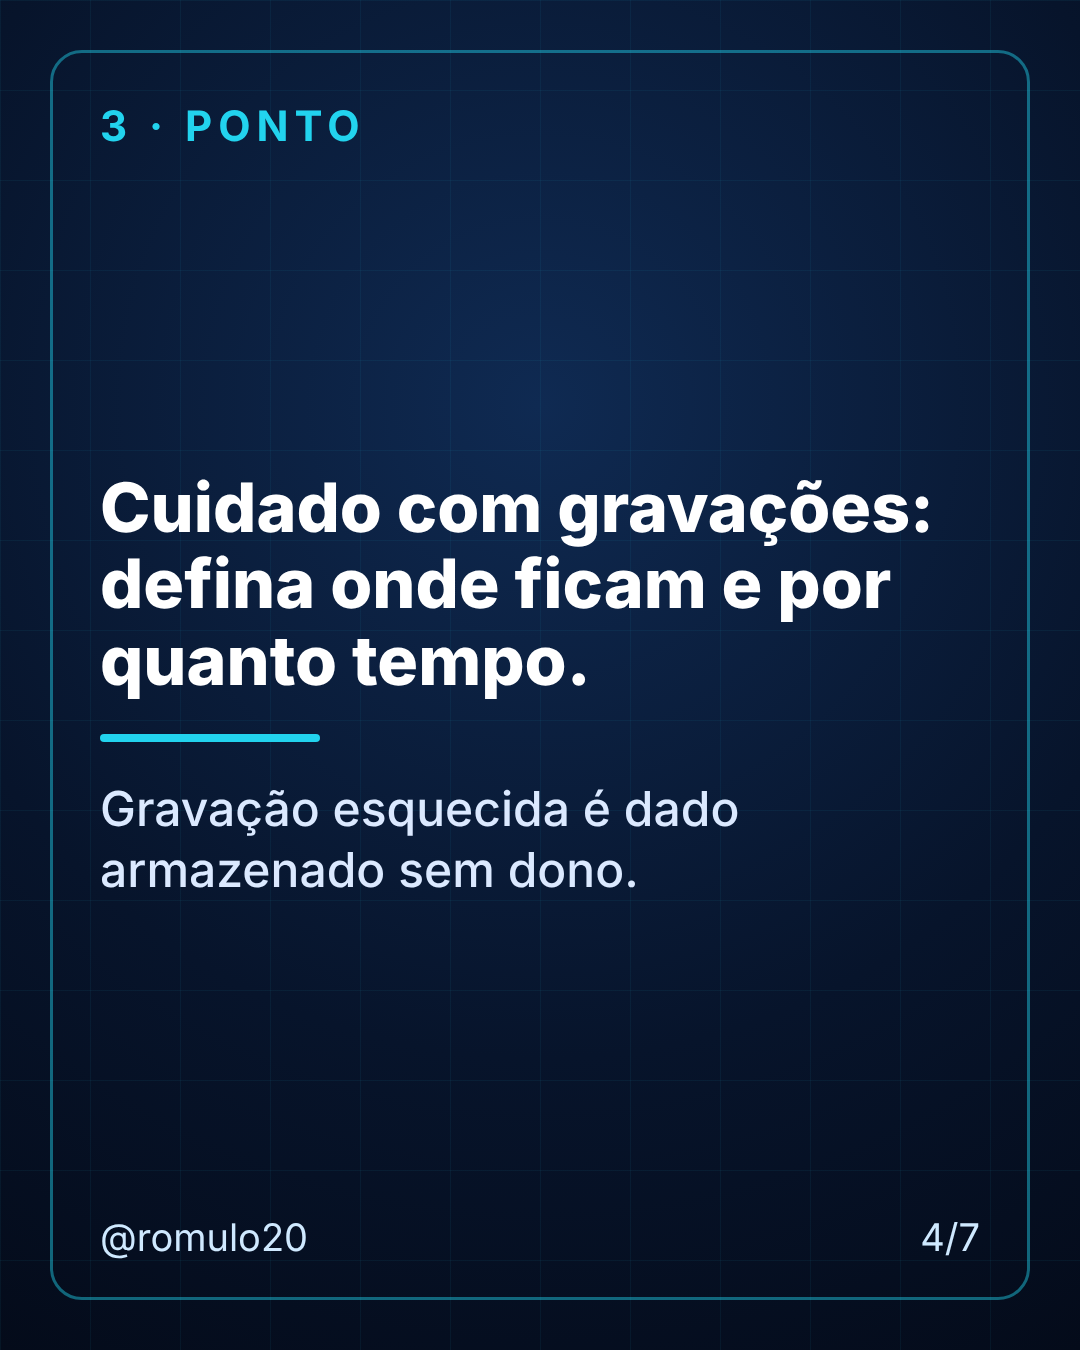 3 · PONTO
Cuidado com gravações:
defina onde ficam e por
quanto tempo.
Gravação esquecida é dado
armazenado sem dono.
@romulo20
4/7